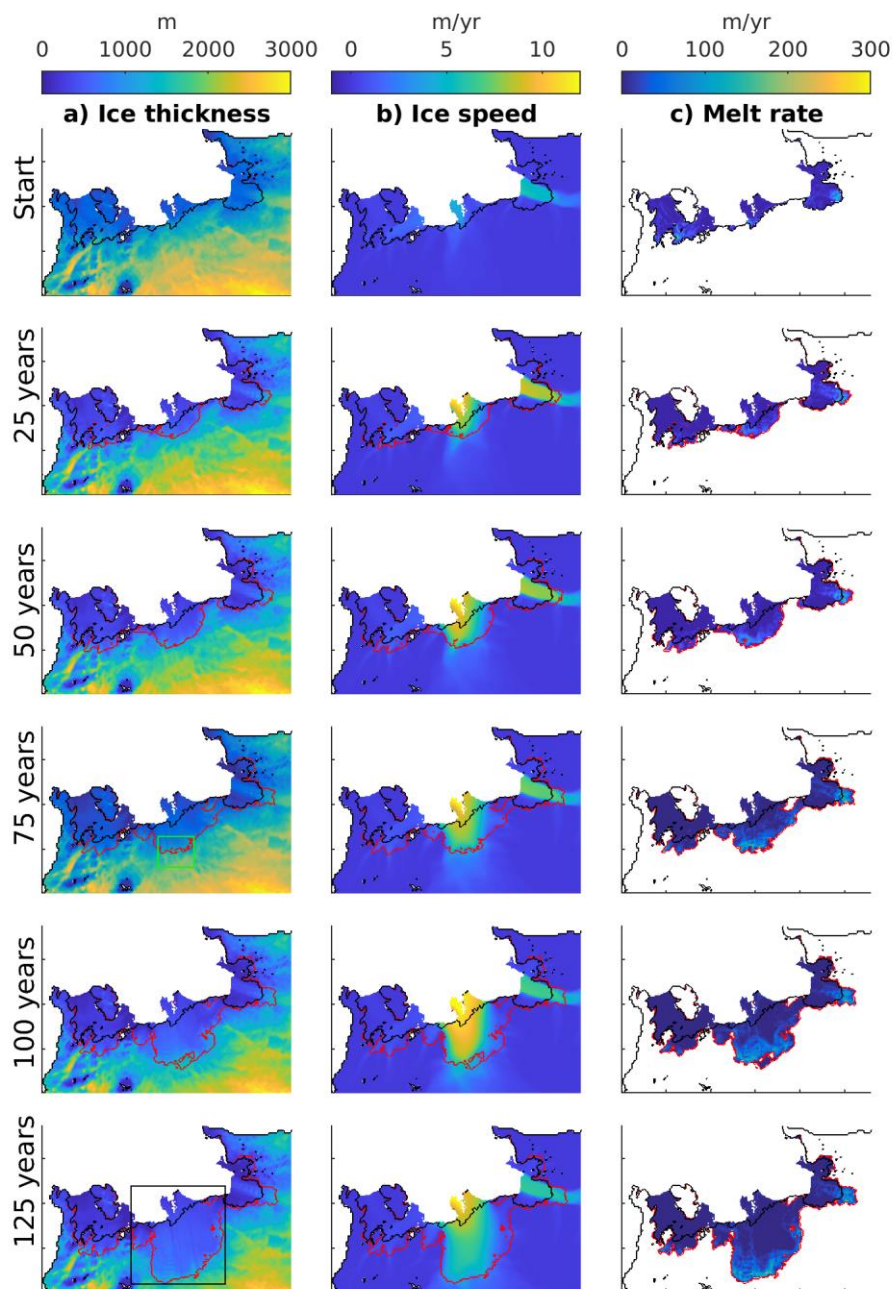 m m/yr m/yr
0 1000 2000 3000 0 5 10 0 100 200 300
a) Ice thickness b) Ice speed c) Melt rate
Start
25 years
50 years
75 years
100 years
125 years